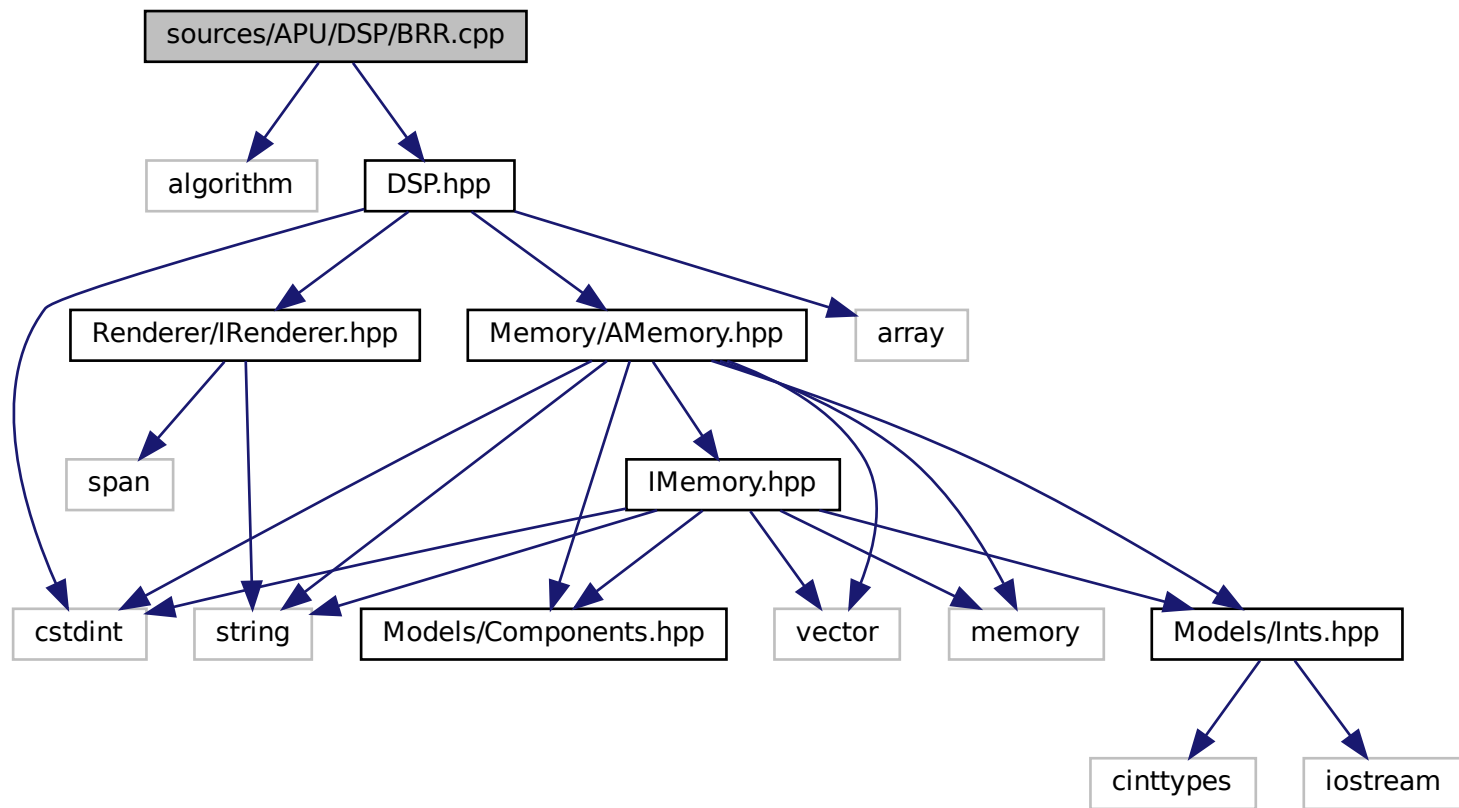 sources/APU/DSP/BRR.cpp
algorithm
DSP.hpp
Renderer/IRenderer.hpp
Memory/AMemory.hpp
array
span
IMemory.hpp
cstdint
string
Models/Components.hpp
vector
memory
Models/Ints.hpp
cinttypes
iostream